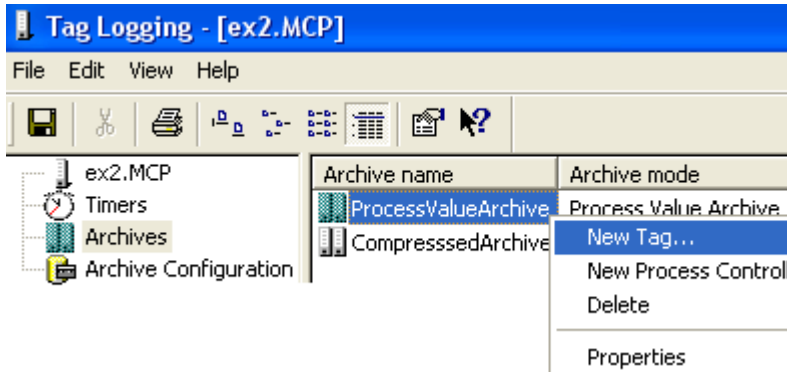 Tag Logging - [ex2.MCP]
File Edit View Help
ex2.MCP
Timers
Archives
Archive Configuration
Archive name Archive mode
ProcessValueArchive Process Value Archive
CompresssedArchive
New Tag...
New Process Control
Delete
Properties